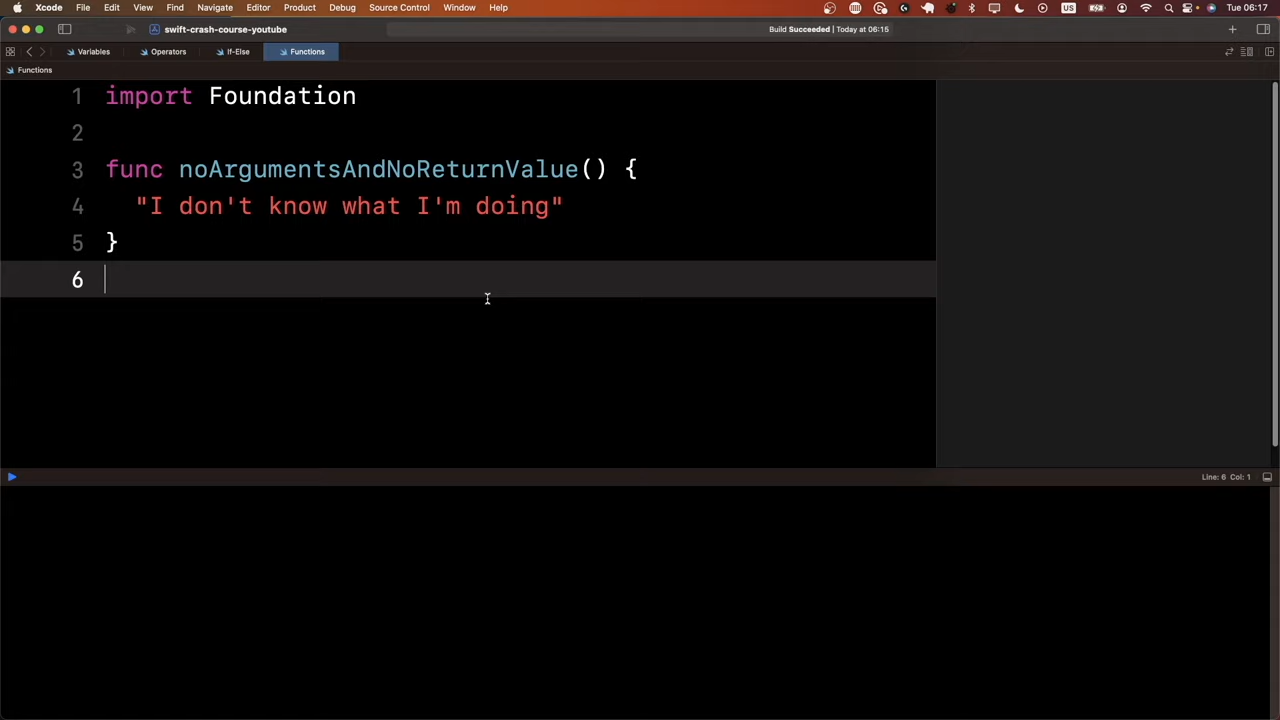 Xcode File Edit View Find Navigate Editor Product Debug Source Control Window Help US Tue 06:17
swift-crash-course-youtube Build Succeeded | Today at 06:15
Variables Operators If-Else Functions
Functions
1 import Foundation
2
3 func noArgumentsAndNoReturnValue() {
4 "I don't know what I'm doing"
5 }
6
Line: 6 Col: 1